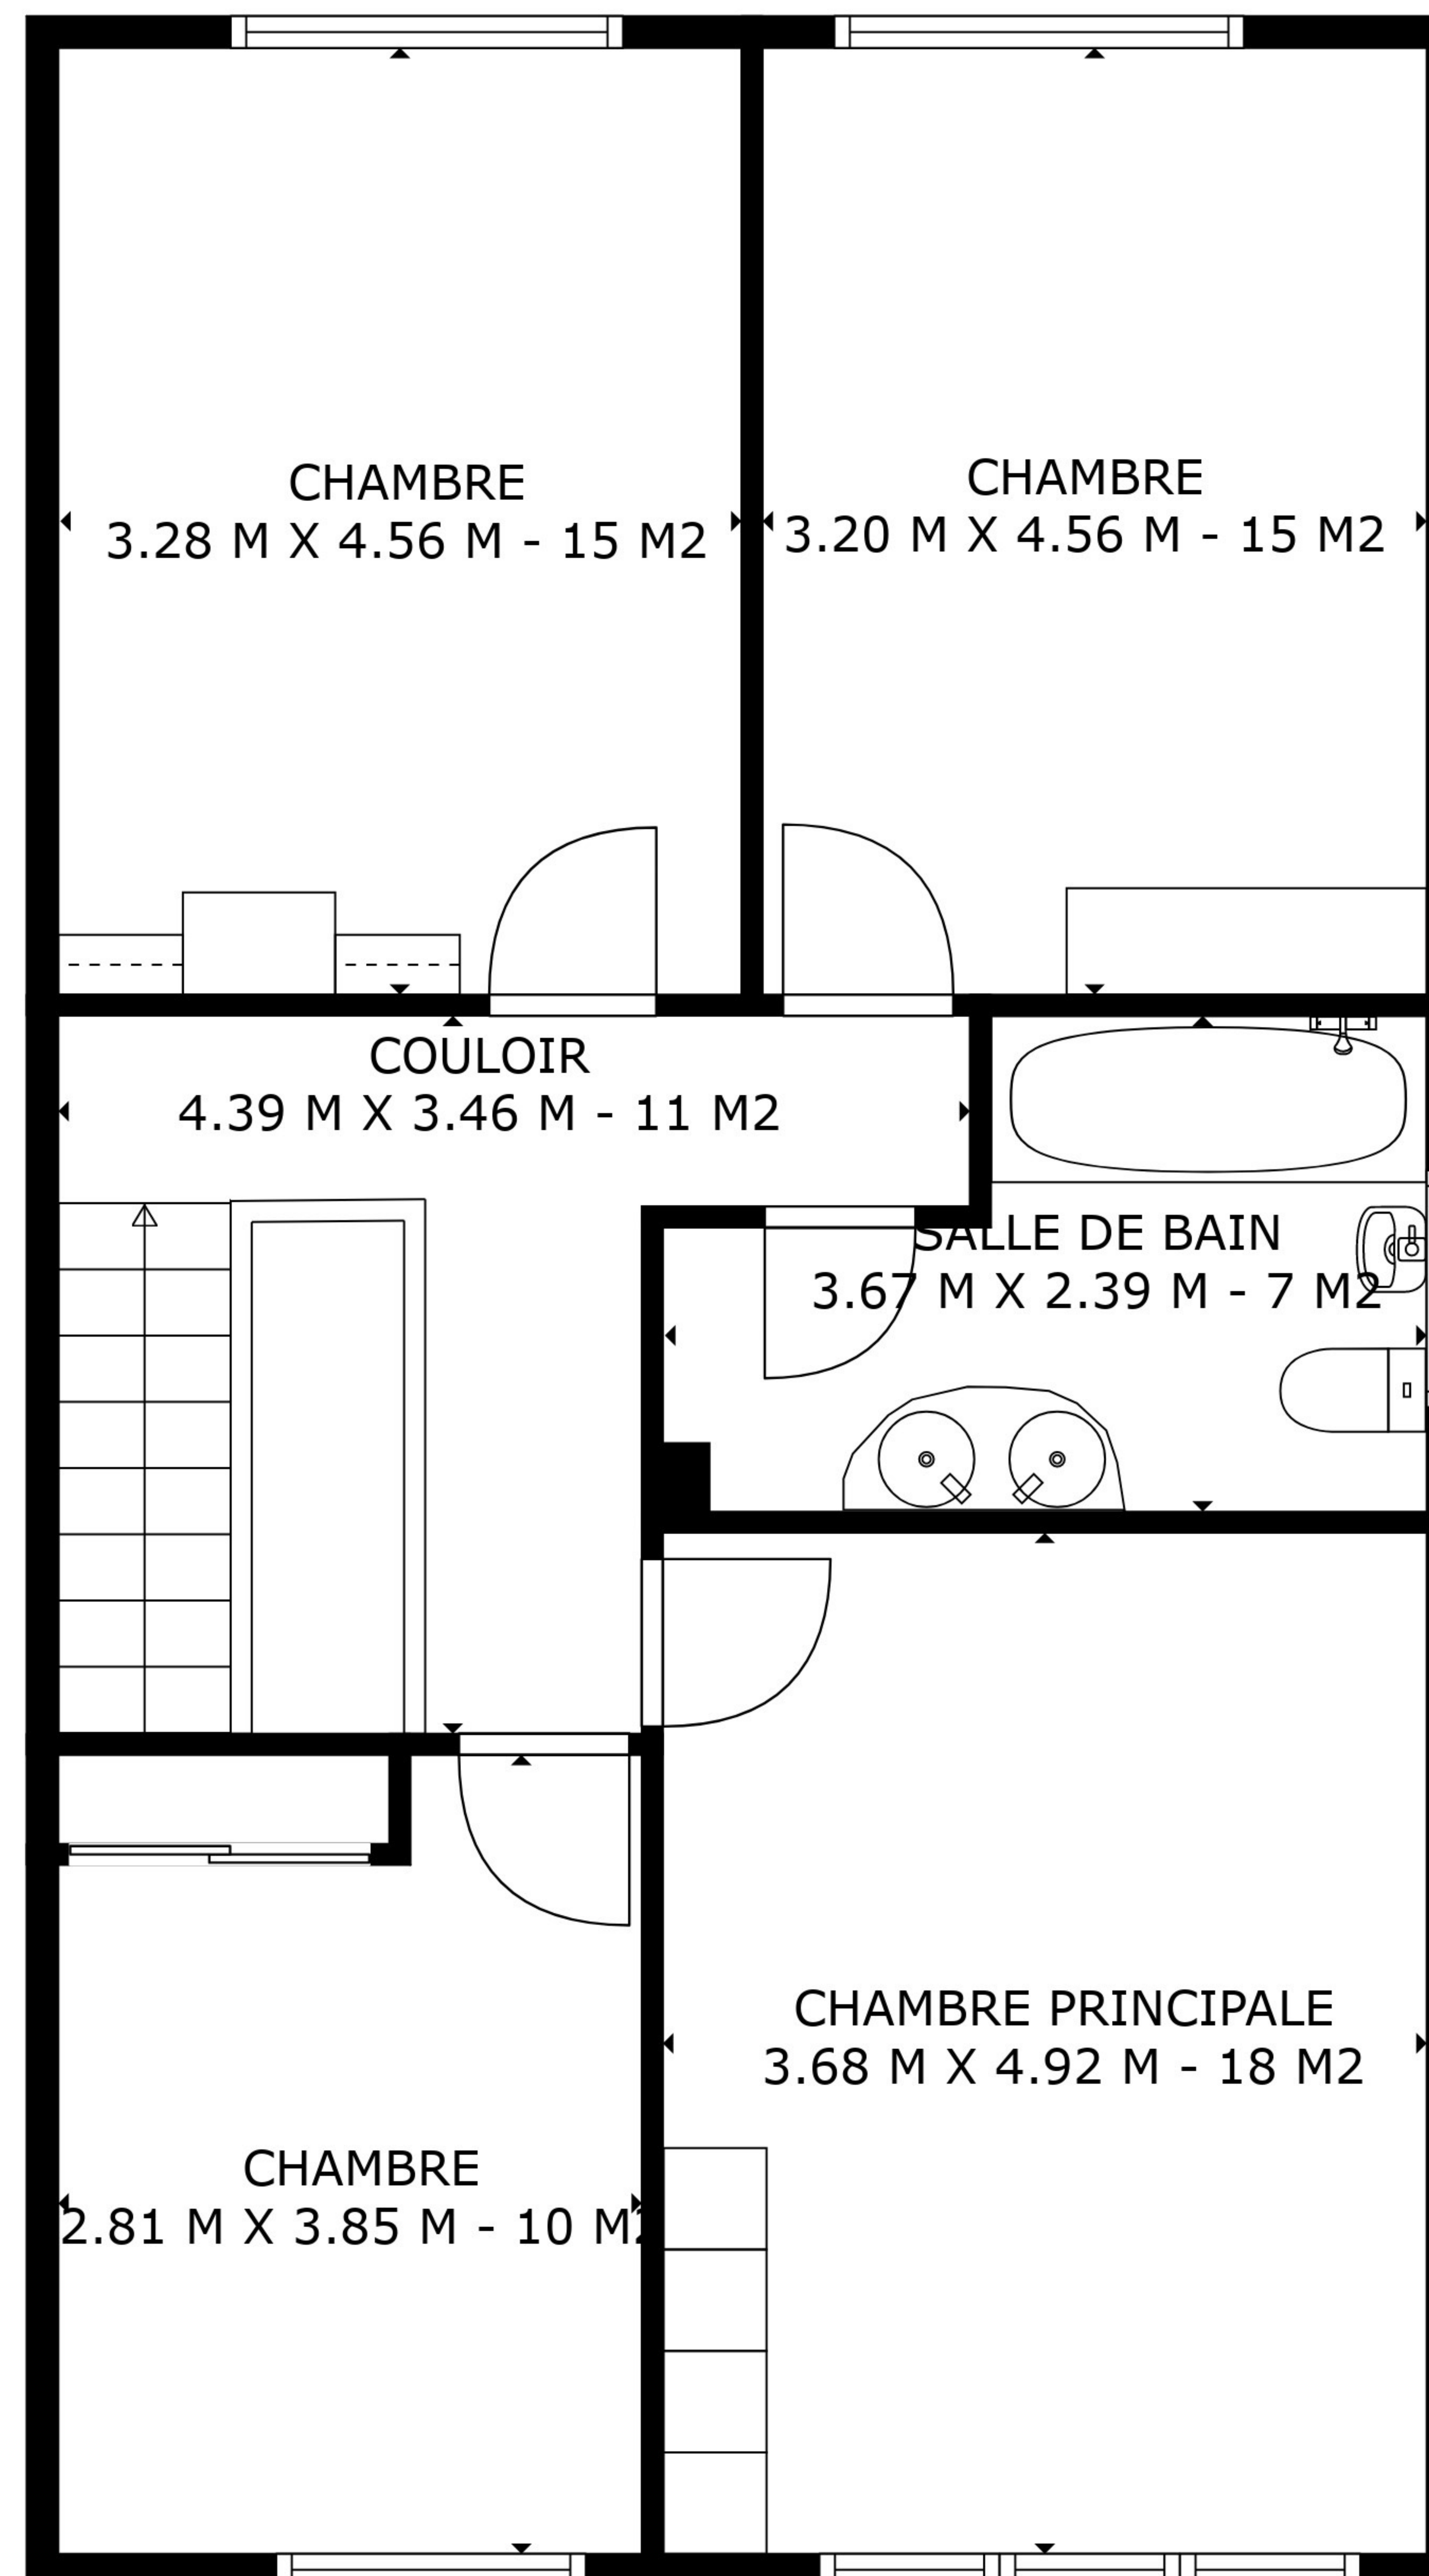 CHAMBRE
3.28 M X 4.56 M - 15 M2
CHAMBRE
3.20 M X 4.56 M - 15 M2
COULOIR
4.39 M X 3.46 M - 11 M2
SALLE DE BAIN
3.67 M X 2.39 M - 7 M2
CHAMBRE PRINCIPALE
3.68 M X 4.92 M - 18 M2
CHAMBRE
2.81 M X 3.85 M - 10 M2